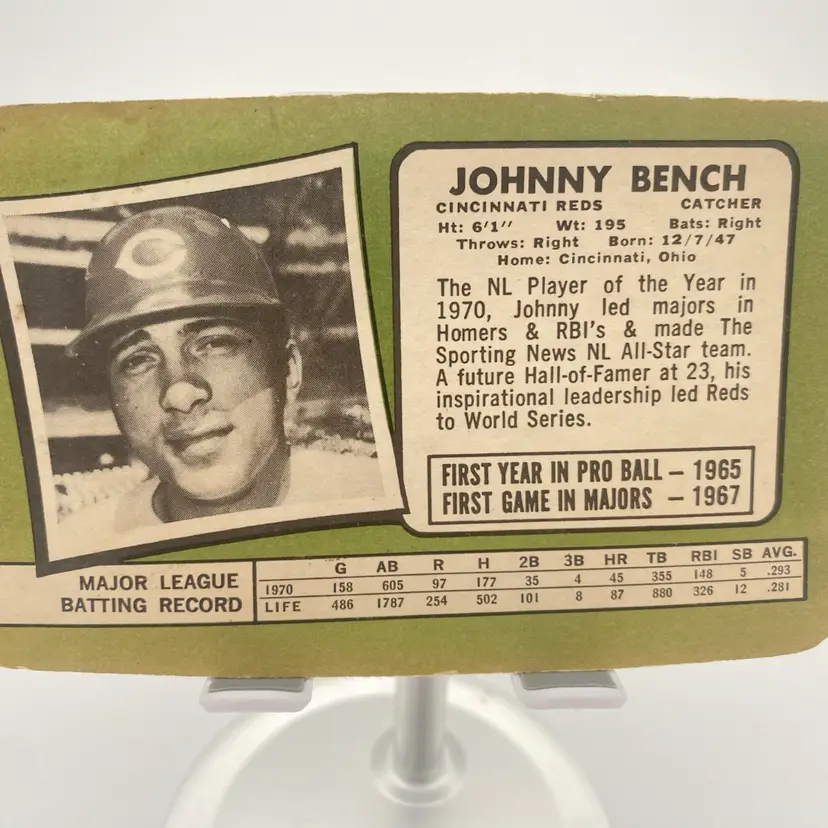 JOHNNY BENCH
CINCINNATI REDS CATCHER
Ht: 6'1'' Wt: 195 Bats: Right
Throws: Right Born: 12/7/47
Home: Cincinnati, Ohio
The NL Player of the Year in
1970, Johnny led majors in
Homers & RBI's & made The
Sporting News NL All-Star team.
A future Hall-of-Famer at 23, his
inspirational leadership led Reds
to World Series.
FIRST YEAR IN PRO BALL – 1965
FIRST GAME IN MAJORS – 1967
MAJOR LEAGUE
BATTING RECORD
G AB R H 2B 3B HR TB RBI SB AVG.
1970 158 605 97 177 35 4 45 355 148 5 .293
LIFE 486 1787 254 502 101 8 87 880 326 12 .281
C